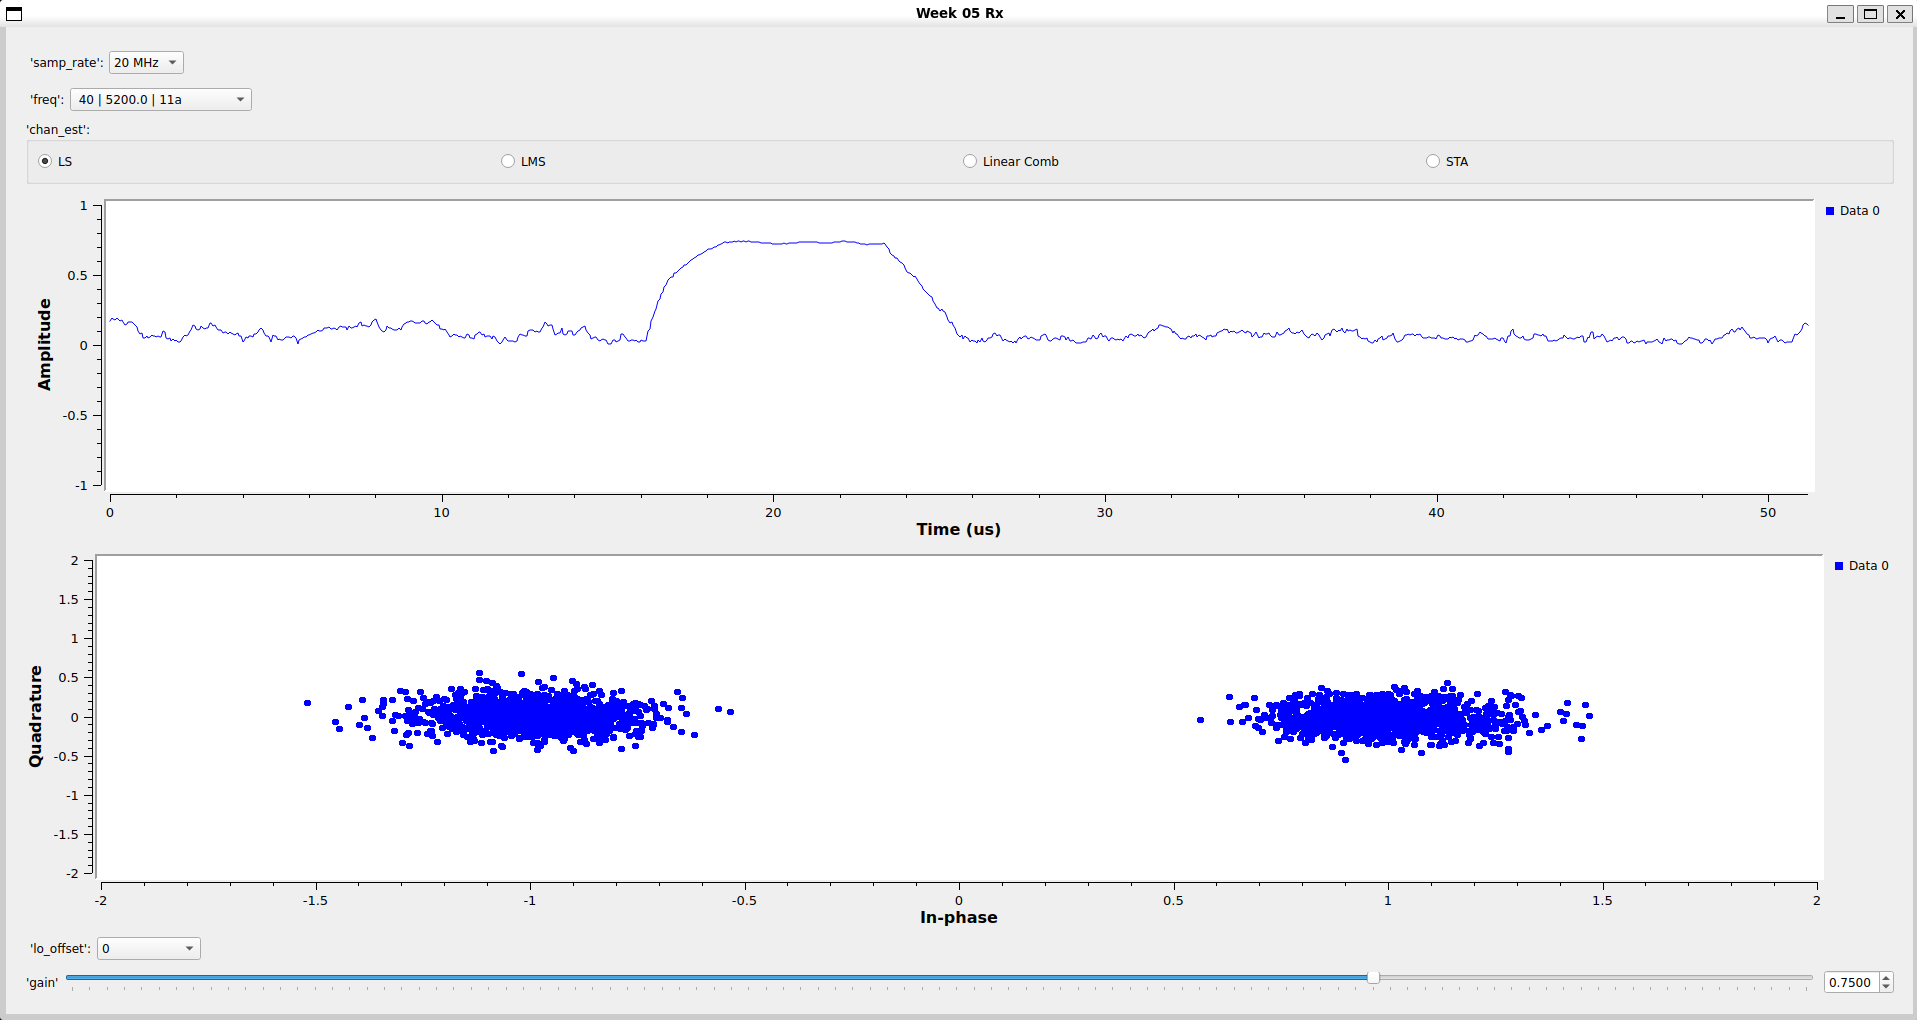 Week 05 Rx
'samp_rate': 20 MHz
'freq': 40 | 5200.0 | 11a
'chan_est':
LS LMS Linear Comb STA
1
0.5
0
-0.5
-1
Amplitude
Data 0
0 10 20 30 40 50
Time (us)
2
1.5
1
0.5
0
-0.5
-1
-1.5
-2
Quadrature
Data 0
-2 -1.5 -1 -0.5 0 0.5 1 1.5 2
In-phase
'lo_offset': 0
'gain' 0.7500